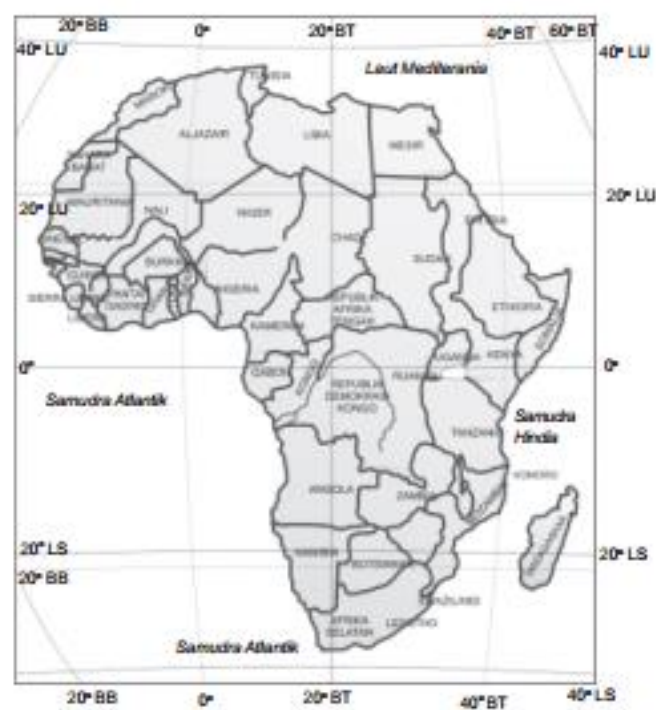 20° BB
0°
20° BT
40° BT
60° BT
40° LU
40° LU
Laut Mediterania
TUNISIA
ALJAZAIR
LIBIA
MESIR
BARAT
MAURITANIA
20° LU
20° LU
MALI
NIGER
CHAD
SUDAN
BURKINA
NIGERIA
ETHIOPIA
SOMALIA
SIERRA
KAMERUN
REPUBLIK
AFRIKA
TENGAH
UGANDA
KENYA
0°
0°
GABON
REPUBLIK
DEMOKRASI
KONGO
Samudra Atlantik
Samudra
Hindia
TANZANIA
KOMORO
ANGOLA
ZAMBIA
20° LS
20° LS
20° BB
NAMIBIA
BOTSWANA
SWAZILAND
AFRIKA
SELATAN
LESOTHO
Samudra Atlantik
20° BB
0°
20° BT
40° BT
40° LS